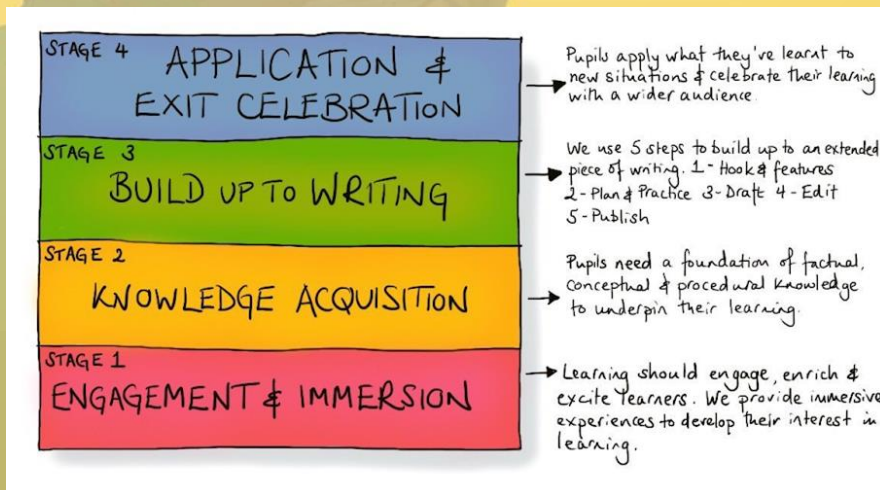 STAGE 4
APPLICATION &
EXIT CELEBRATION
Pupils apply what they've learnt to
new situations & celebrate their learning
with a wider audience.
STAGE 3
BUILD UP TO WRITING
We use 5 steps to build up to an extended
piece of writing. 1 - Hook & features
2 - Plan & Practice 3 - Draft 4 - Edit
5 - Publish
STAGE 2
KNOWLEDGE ACQUISITION
Pupils need a foundation of factual,
conceptual & procedural knowledge
to underpin their learning.
STAGE 1
ENGAGEMENT & IMMERSION
Learning should engage, enrich &
excite learners. We provide immersive
experiences to develop their interest in
learning.